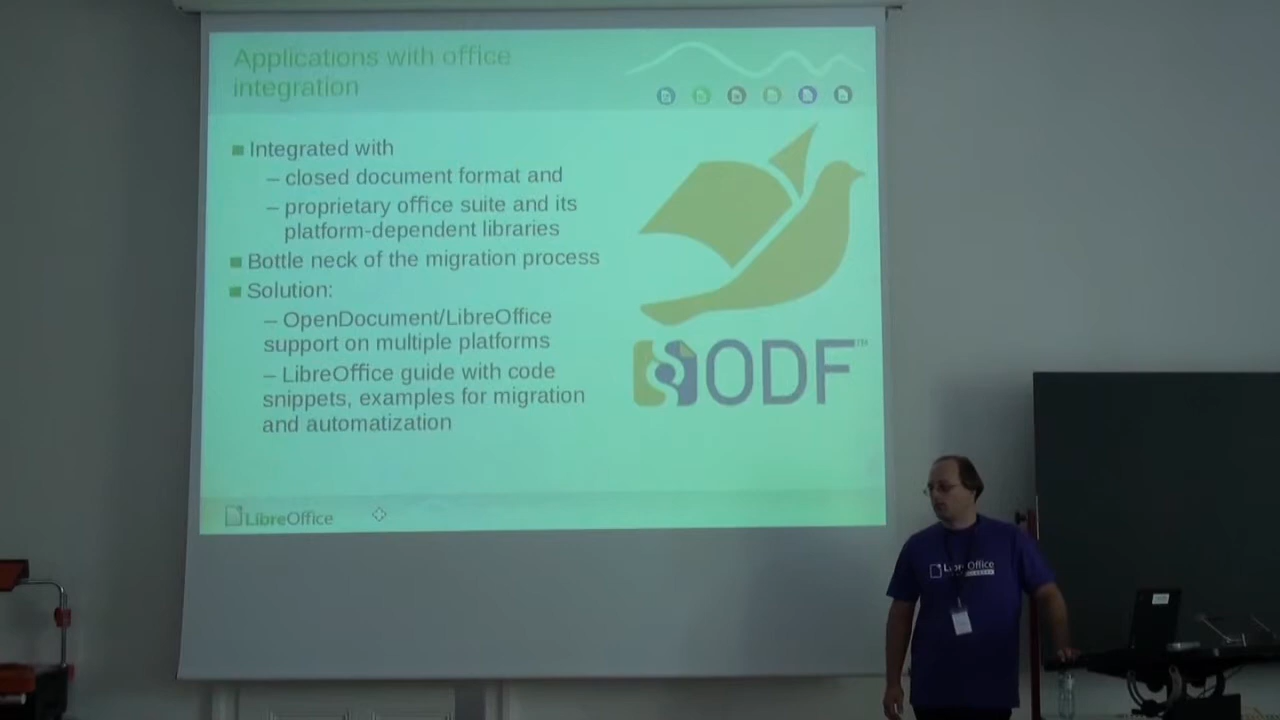 Applications with office
integration
■ Integrated with
– closed document format and
– proprietary office suite and its
platform-dependent libraries
■ Bottle neck of the migration process
■ Solution:
– OpenDocument/LibreOffice
support on multiple platforms
– LibreOffice guide with code
snippets, examples for migration
and automatization
ODF™
LibreOffice
LibreOffice